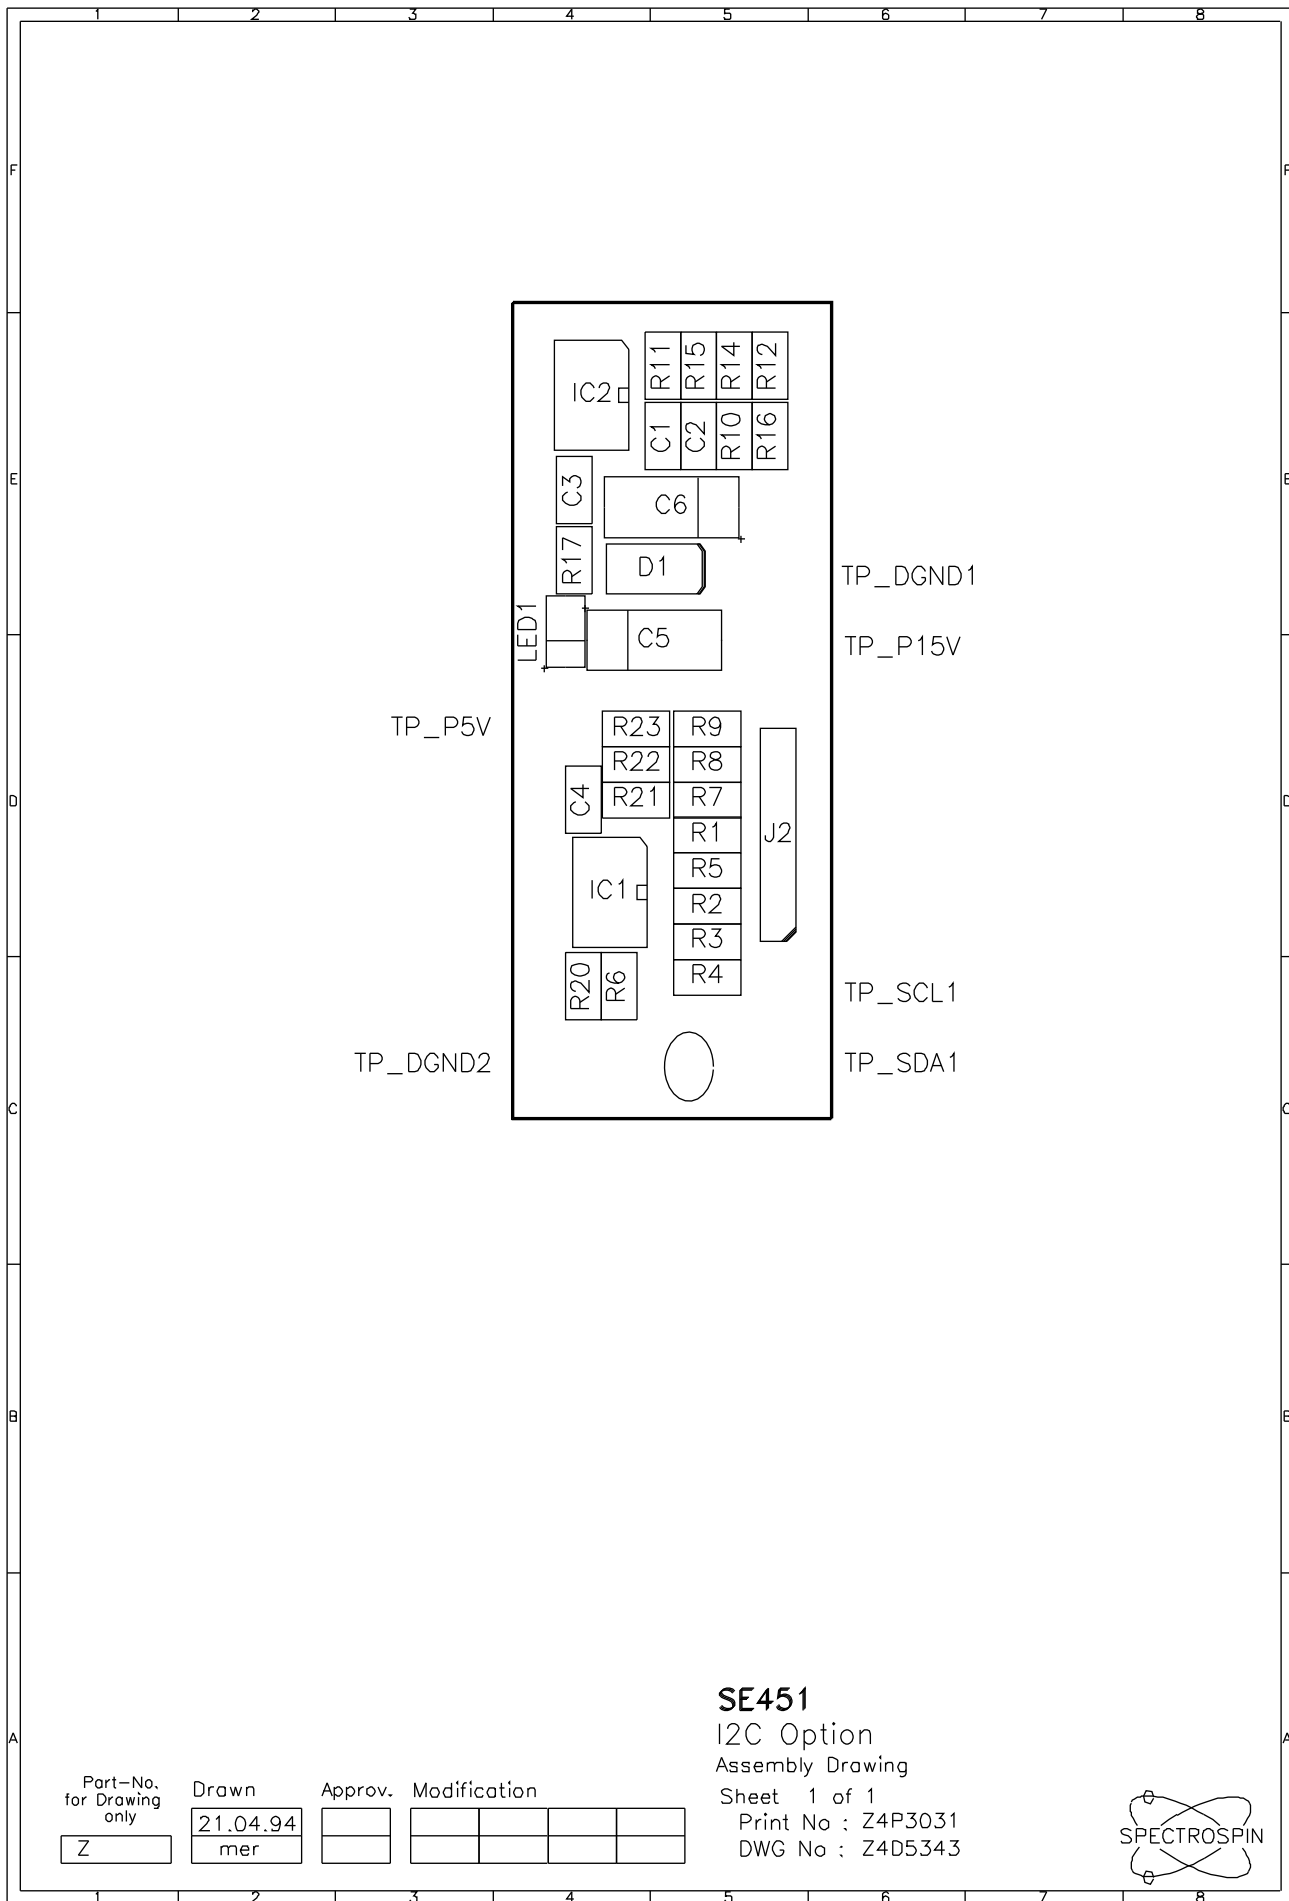 1 2 3 4 5 6 7 8
F F
R11 R15 R14 R12
IC2
C1 C2 R10 R16
E E
C3 C6
R17 D1 TP_DGND1
LED1 C5 TP_P15V
TP_P5V R23 R9
R22 R8
D C4 R21 R7 D
R1 J2
R5
IC1 R2
R3
R20 R6 R4 TP_SCL1
TP_DGND2 TP_SDA1
C C
B B
SE451
A I2C Option A
Assembly Drawing
Part-No. for Drawing only Drawn Approv. Modification
Sheet 1 of 1
21.04.94 Print No : Z4P3031
Z mer DWG No : Z4D5343
SPECTROSPIN
1 2 3 4 5 6 7 8